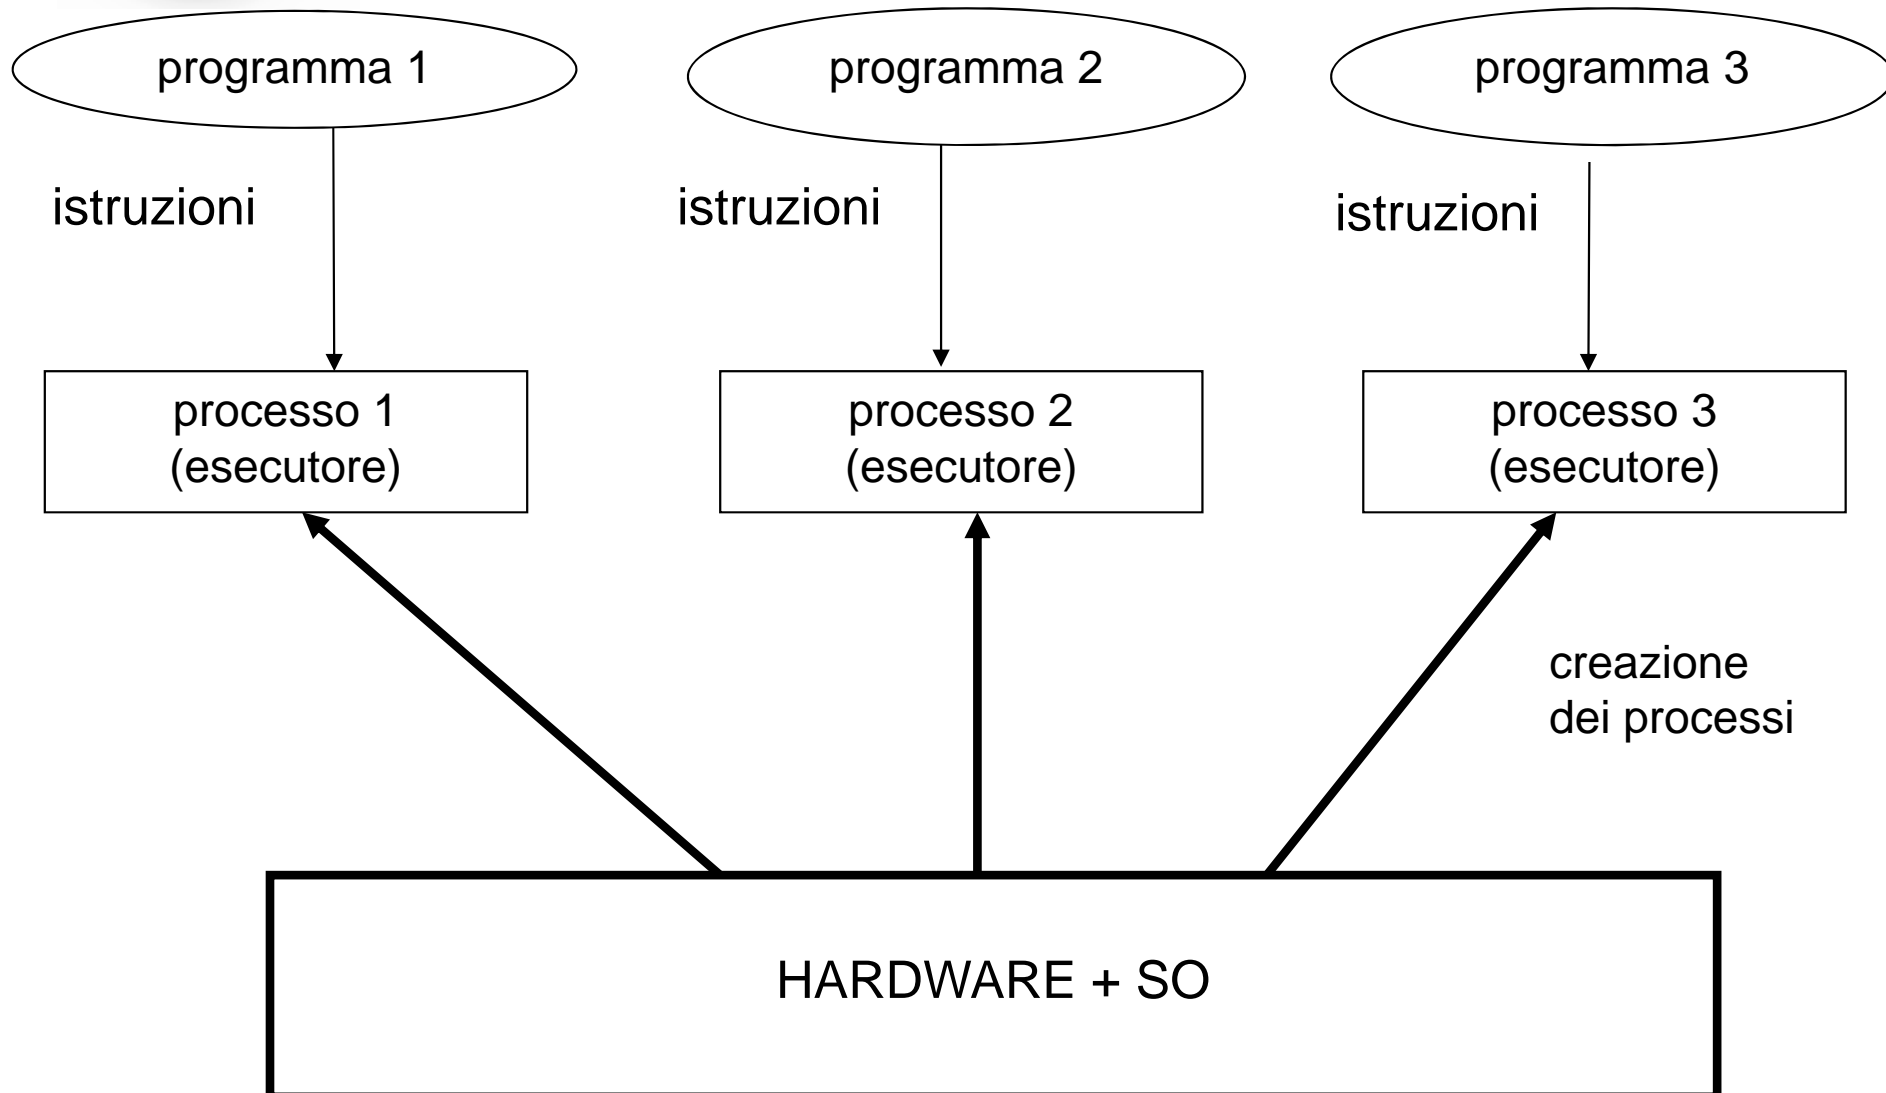 programma 1
programma 2
programma 3
istruzioni
istruzioni
istruzioni
processo 1
(esecutore)
processo 2
(esecutore)
processo 3
(esecutore)
creazione
dei processi
HARDWARE + SO